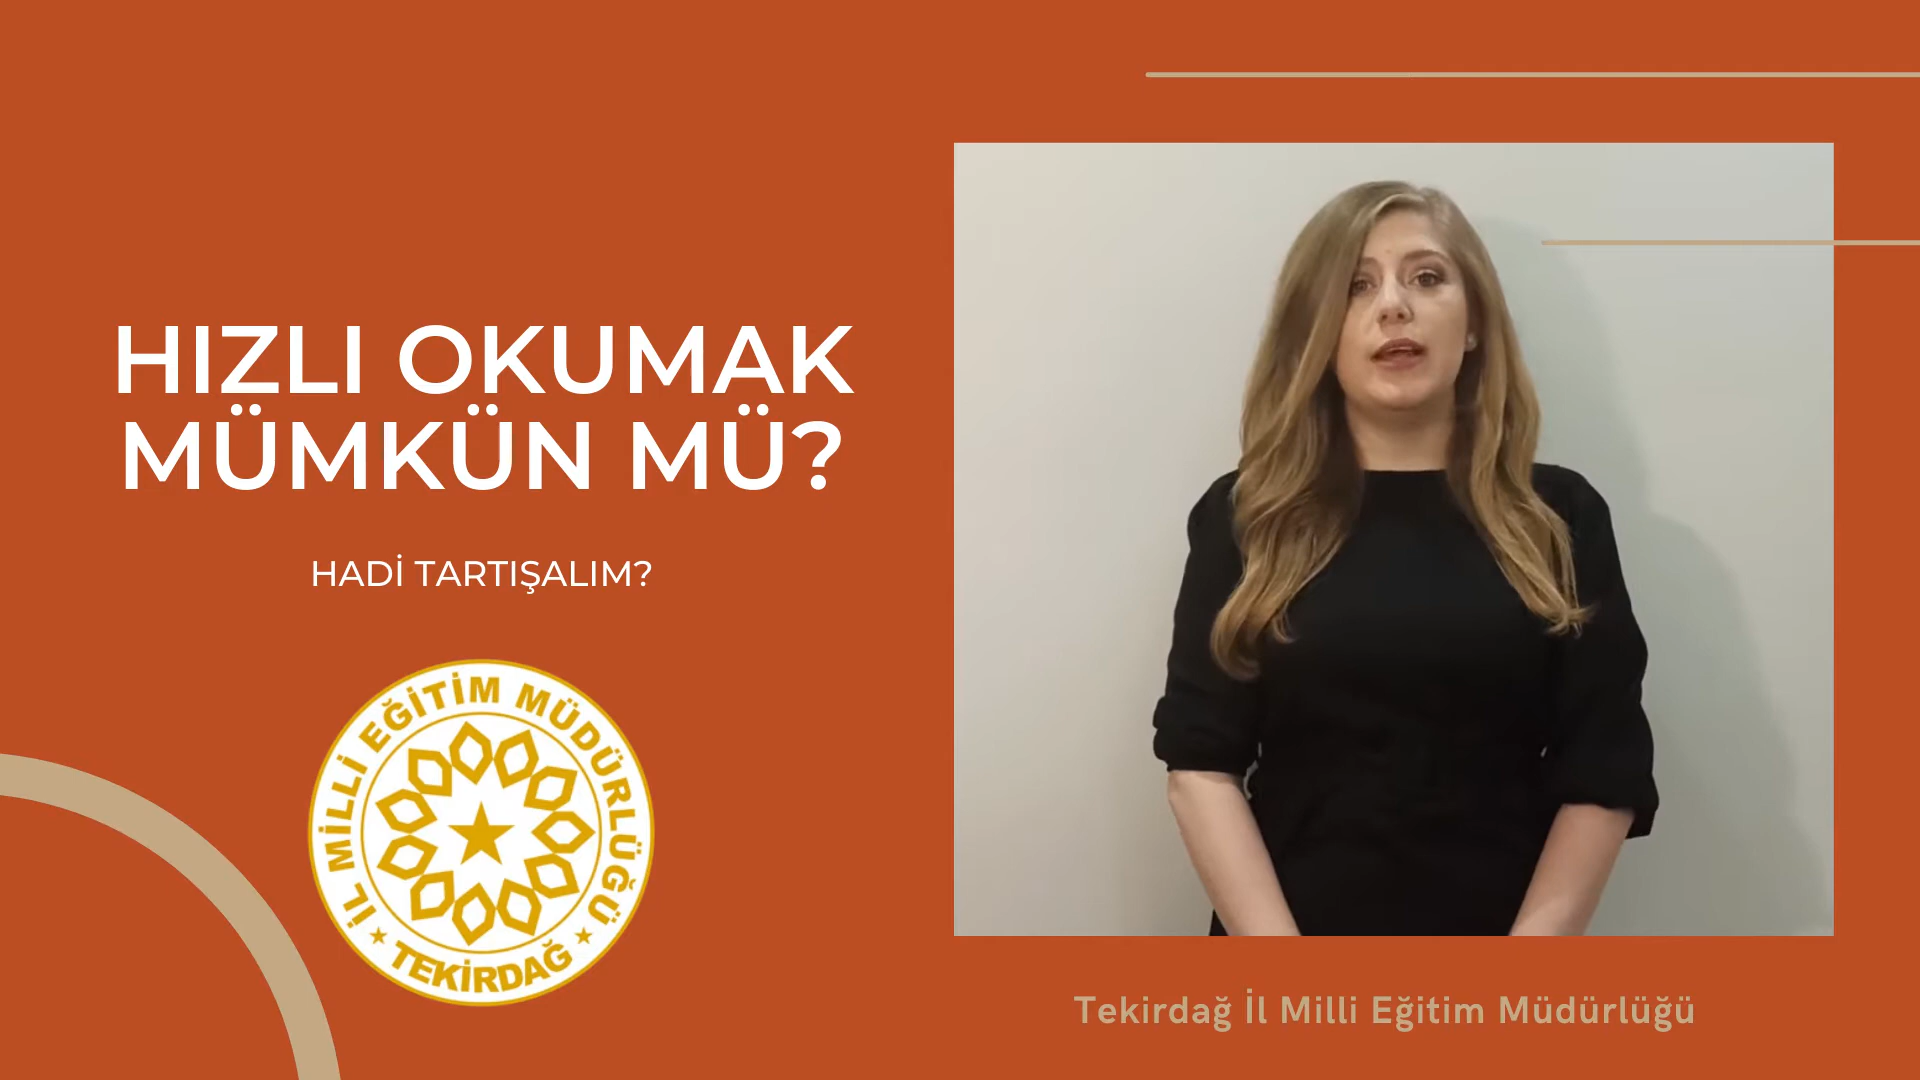 HIZLI OKUMAK
MÜMKÜN MÜ?
HADİ TARTIŞALIM?
İL MİLLİ EĞİTİM MÜDÜRLÜĞÜ
TEKİRDAĞ
Tekirdağ İl Milli Eğitim Müdürlüğü